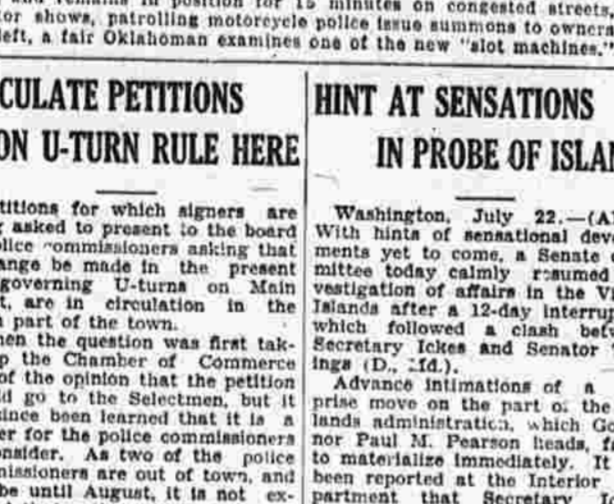 and remains in position for 15 minutes on congested streets,
tor shows, patrolling motorcycle police issue summons to owners
left, a fair Oklahoman examines one of the new "slot machines."
CULATE PETITIONS
ON U-TURN RULE HERE
titions for which signers are
g asked to present to the board
olice commissioners asking that
ange be made in the present
governing U-turns on Main
t, are in circulation in the
n part of the town.
hen the question was first tak-
p the Chamber of Commerce
of the opinion that the petition
ld go to the Selectmen, but it
since been learned that it is a
er for the police commissioners
onsider. As two of the police
missioners are out of town, and
be until August, it is not ex-
HINT AT SENSATIONS
IN PROBE OF ISLAN
Washington, July 22.—(A
With hints of sensational deve
ments yet to come, a Senate c
mittee today calmly resumed
vestigation of affairs in the Vi
Islands after a 12-day interrup
which followed a clash betw
Secretary Ickes and Senator
ings (D., Md.).
Advance intimations of a
prise move on the part of the
lands administration, which Go
nor Paul M. Pearson heads, f
to materialize immediately. It
been reported at the Interior
partment that Secretary